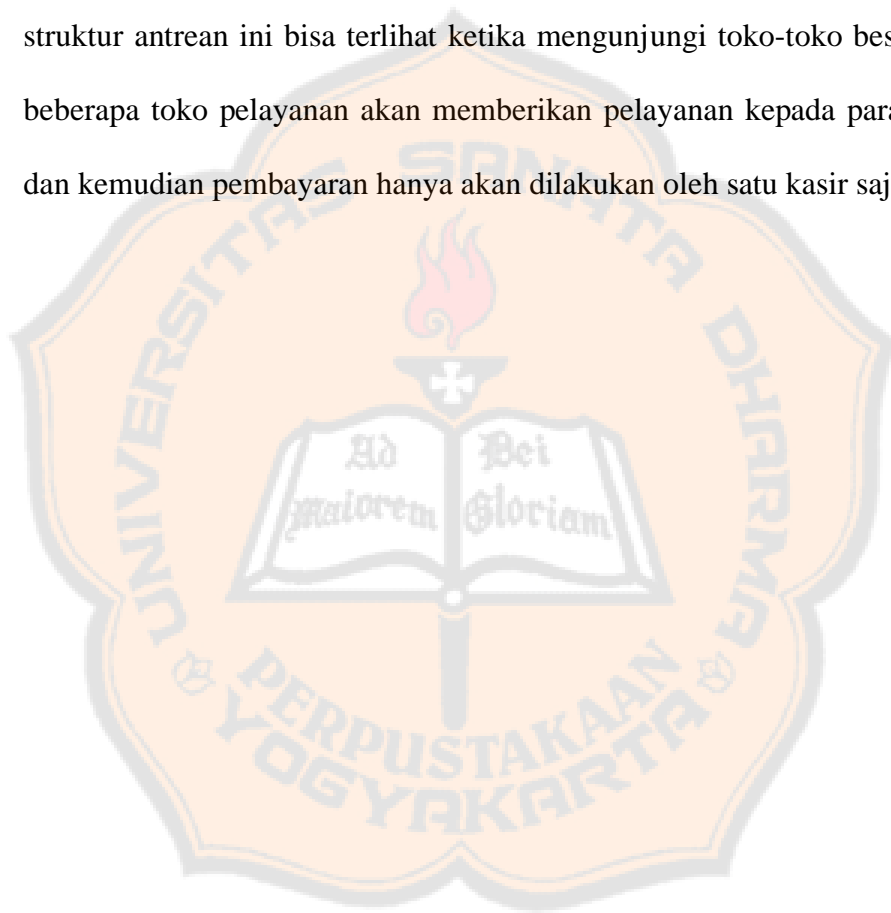 struktur antrean ini bisa terlihat ketika mengunjungi toko-toko bes
beberapa toko pelayanan akan memberikan pelayanan kepada para
dan kemudian pembayaran hanya akan dilakukan oleh satu kasir saj
UNIVERSITAS SANATA DHARMA
Ad Dei
Maiorem Gloriam
PERPUSTAKAAN
YOGYAKARTA